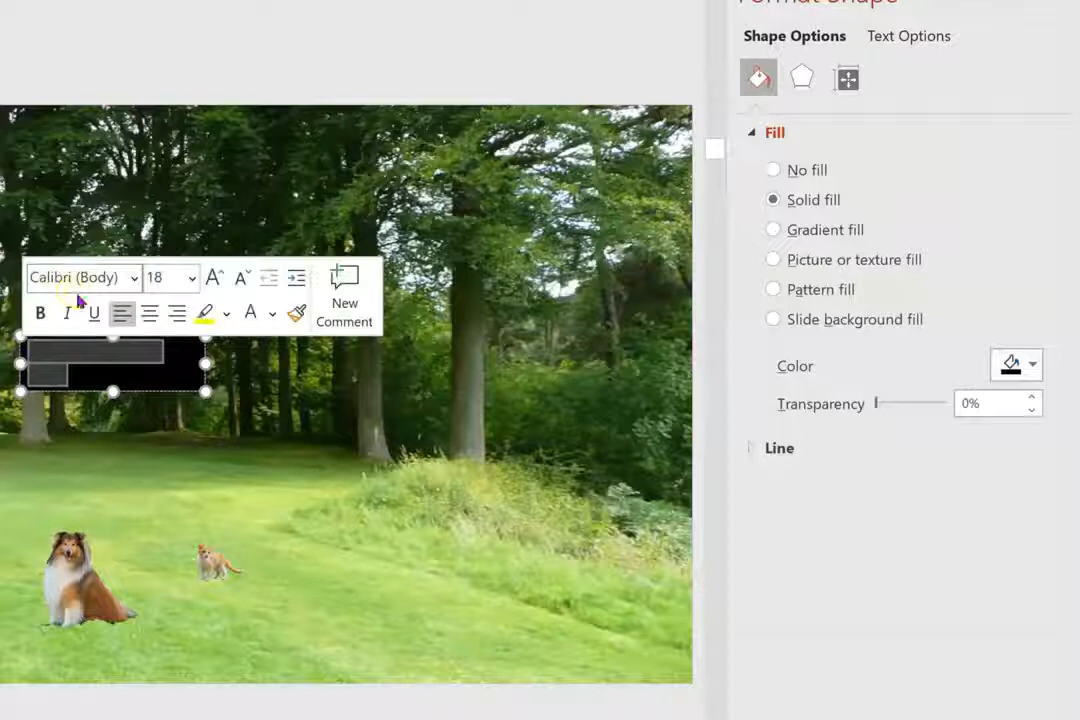 Format Shape
Shape Options Text Options
Fill
No fill
Solid fill
Gradient fill
Picture or texture fill
Pattern fill
Slide background fill
Color
Transparency 0%
Line
Calibri (Body) 18 A A
B I U A
New
Comment